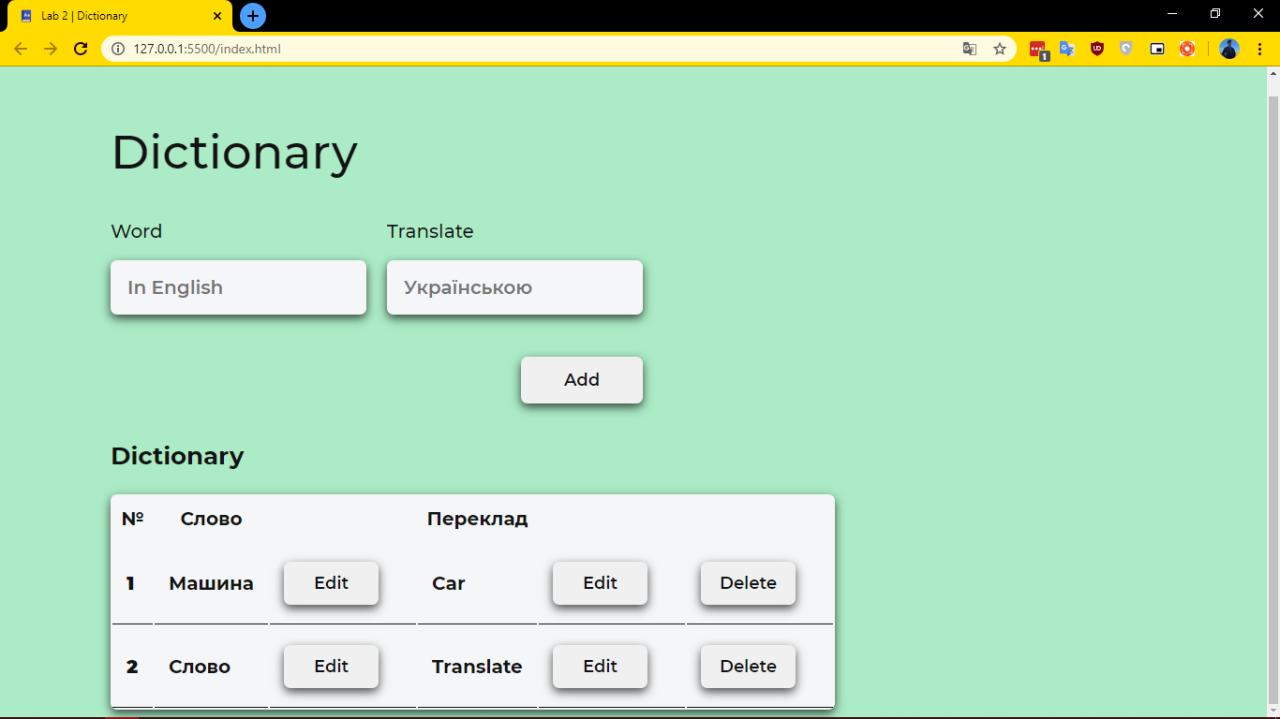 Lab 2 | Dictionary
127.0.0.1:5500/index.html
1
Dictionary
Word Translate
In English Українською
Add
Dictionary
№ Слово Переклад
1 Машина Edit Car Edit Delete
2 Слово Edit Translate Edit Delete